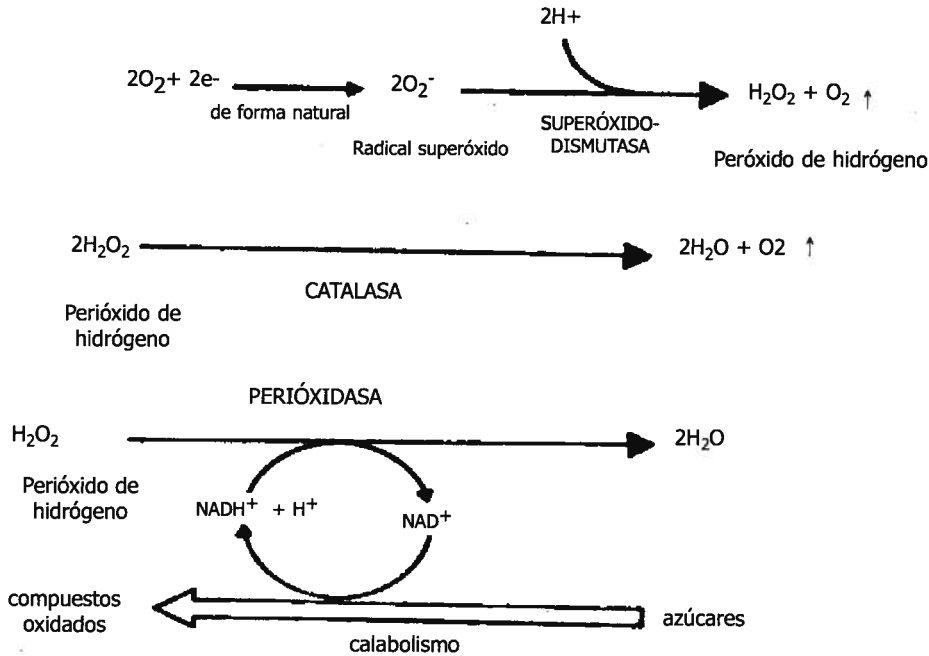 2H+
2O₂+ 2e-
de forma natural
2O₂⁻
Radical superóxido
SUPERÓXIDO-
DISMUTASA
H₂O₂ + O₂ ↑
Peróxido de hidrógeno
2H₂O₂
Perióxido de
hidrógeno
CATALASA
2H₂O + O2 ↑
PERIÓXIDASA
H₂O₂
Perióxido de
hidrógeno
2H₂O
NADH⁺ + H⁺
NAD⁺
compuestos
oxidados
calabolismo
azúcares